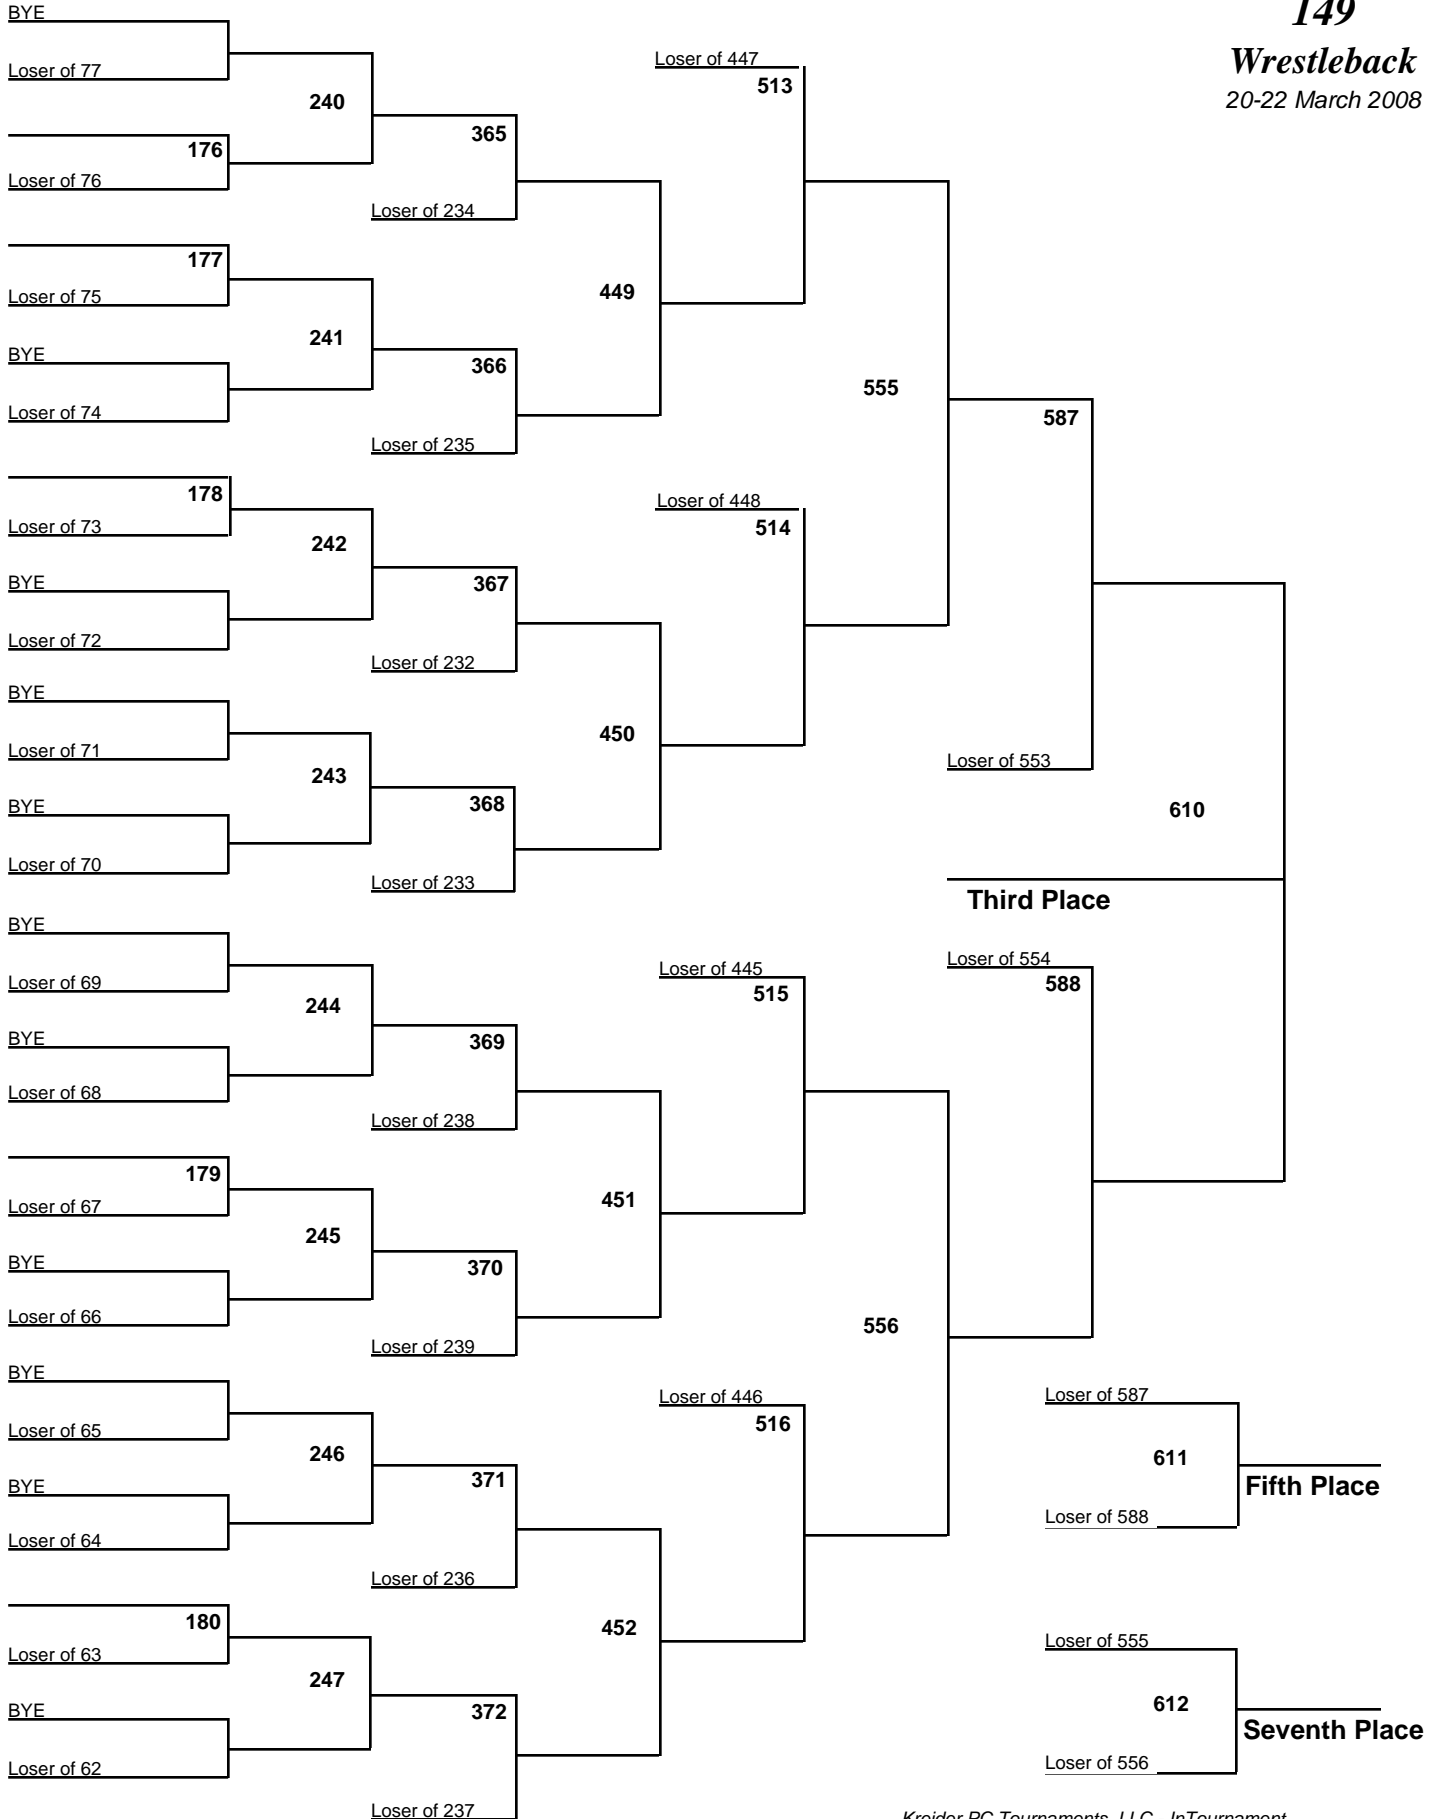 149
Wrestleback
20-22 March 2008
BYE
Loser of 77
240
176
Loser of 76
365
Loser of 234
177
Loser of 75
241
BYE
Loser of 74
366
Loser of 235
449
Loser of 447
513
178
Loser of 73
242
BYE
Loser of 72
367
Loser of 232
BYE
Loser of 71
243
BYE
Loser of 70
368
Loser of 233
450
Loser of 448
514
555
587
Loser of 553
610
Third Place
BYE
Loser of 69
244
BYE
Loser of 68
369
Loser of 238
179
Loser of 67
245
BYE
Loser of 66
370
Loser of 239
451
Loser of 445
515
Loser of 554
588
BYE
Loser of 65
246
BYE
Loser of 64
371
Loser of 236
180
Loser of 63
247
BYE
Loser of 62
372
Loser of 237
452
Loser of 446
516
556
Loser of 587
611
Fifth Place
Loser of 588
Loser of 555
612
Seventh Place
Loser of 556
Kreider PC Tournaments, LLC - InTournament